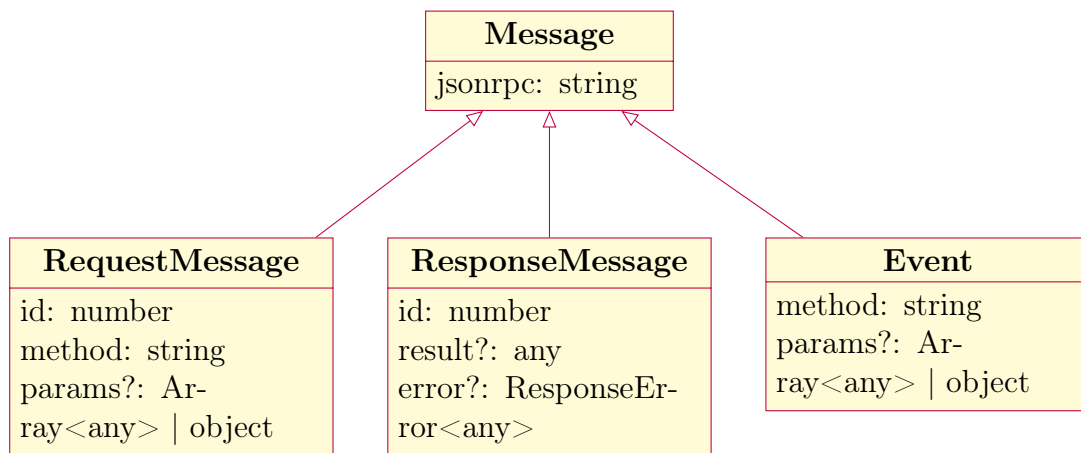 Message
jsonrpc: string
RequestMessage
id: number
method: string
params?: Ar-
ray<any> | object
ResponseMessage
id: number
result?: any
error?: ResponseEr-
ror<any>
Event
method: string
params?: Ar-
ray<any> | object